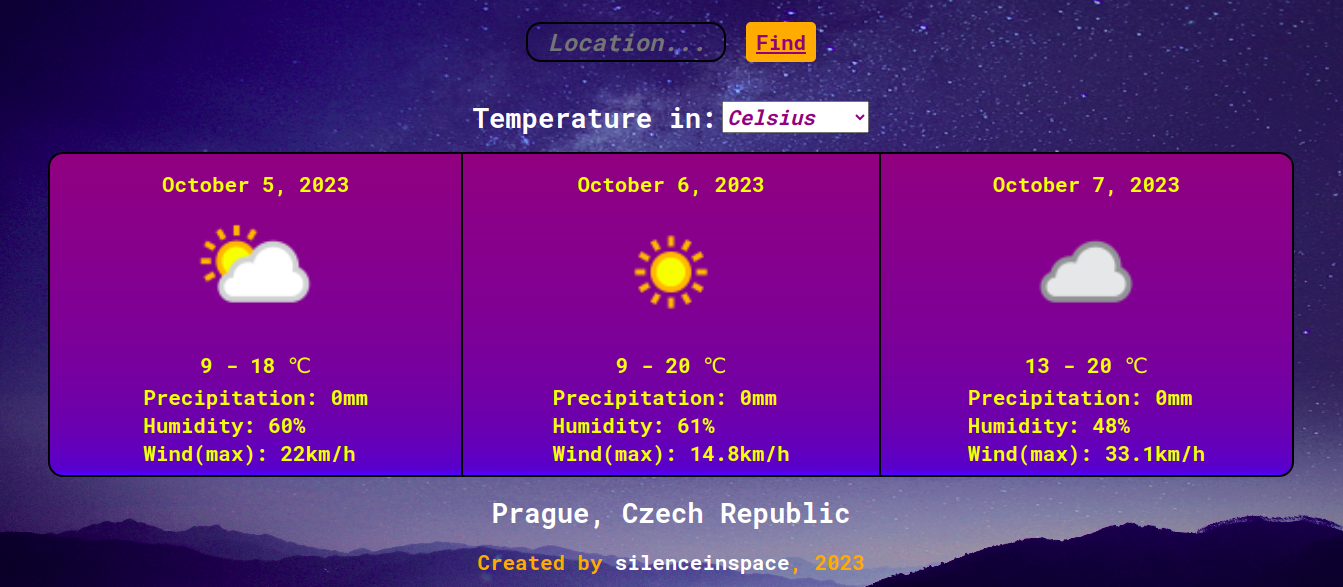 Location... Find
Temperature in: Celsius
October 5, 2023
9 - 18 ℃
Precipitation: 0mm
Humidity: 60%
Wind(max): 22km/h
October 6, 2023
9 - 20 ℃
Precipitation: 0mm
Humidity: 61%
Wind(max): 14.8km/h
October 7, 2023
13 - 20 ℃
Precipitation: 0mm
Humidity: 48%
Wind(max): 33.1km/h
Prague, Czech Republic
Created by silenceinspace, 2023